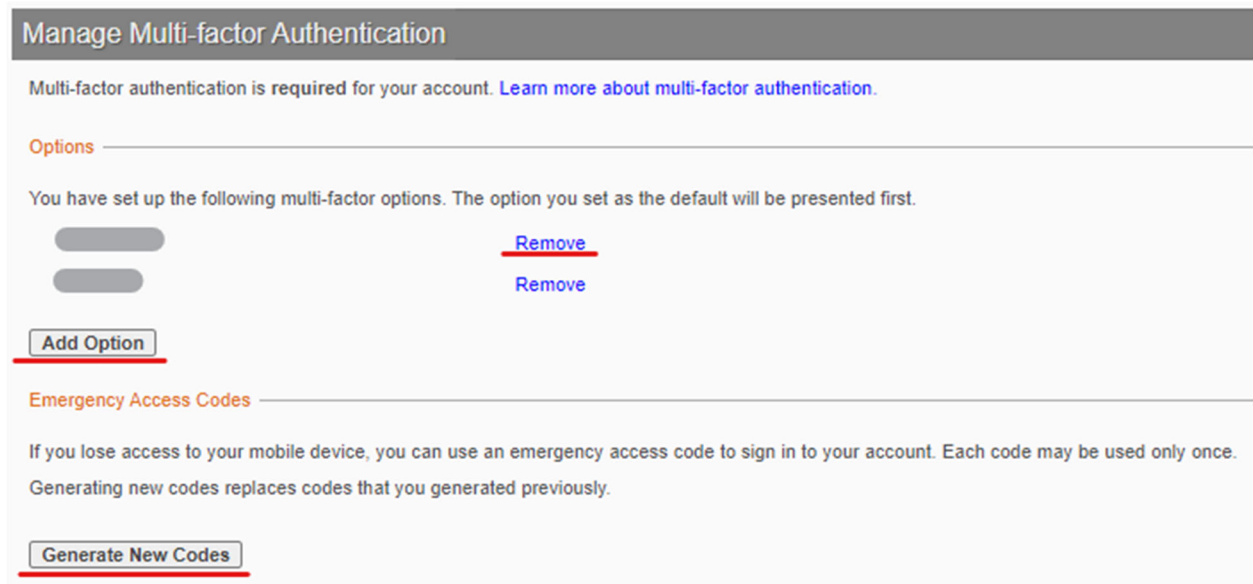 Manage Multi-factor Authentication
Multi-factor authentication is required for your account. Learn more about multi-factor authentication.
Options
You have set up the following multi-factor options. The option you set as the default will be presented first.
Remove
Remove
Add Option
Emergency Access Codes
If you lose access to your mobile device, you can use an emergency access code to sign in to your account. Each code may be used only once.
Generating new codes replaces codes that you generated previously.
Generate New Codes